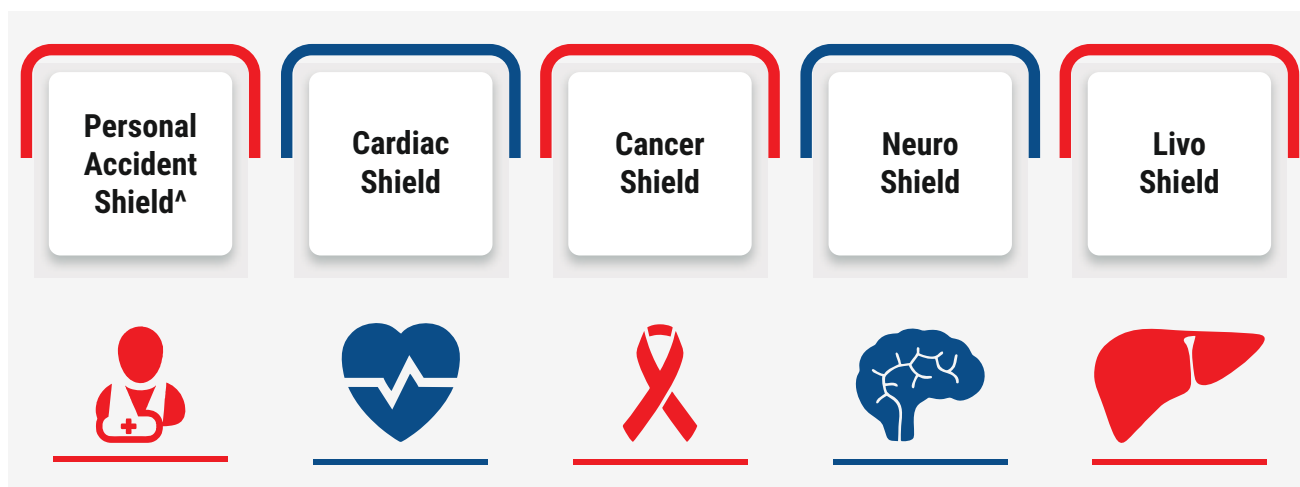 Personal
Accident
Shield^
Cardiac
Shield
Cancer
Shield
Neuro
Shield
Livo
Shield